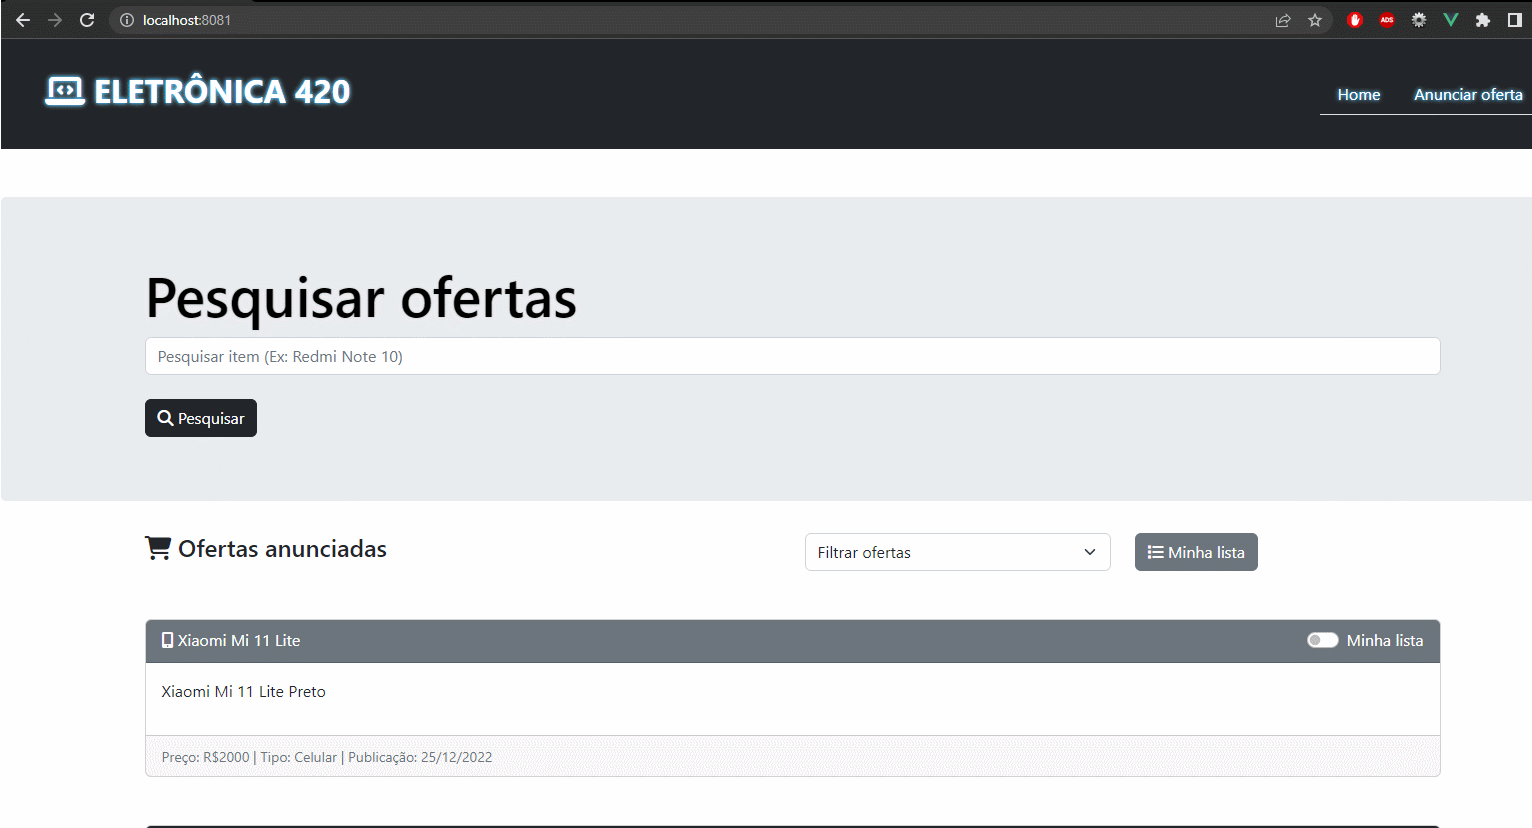 localhost:8081
ADS
ELETRÔNICA 420
Home Anunciar oferta
Pesquisar ofertas
Pesquisar item (Ex: Redmi Note 10)
Pesquisar
Ofertas anunciadas
Filtrar ofertas
Minha lista
Xiaomi Mi 11 Lite
Minha lista
Xiaomi Mi 11 Lite Preto
Preço: R$2000 | Tipo: Celular | Publicação: 25/12/2022